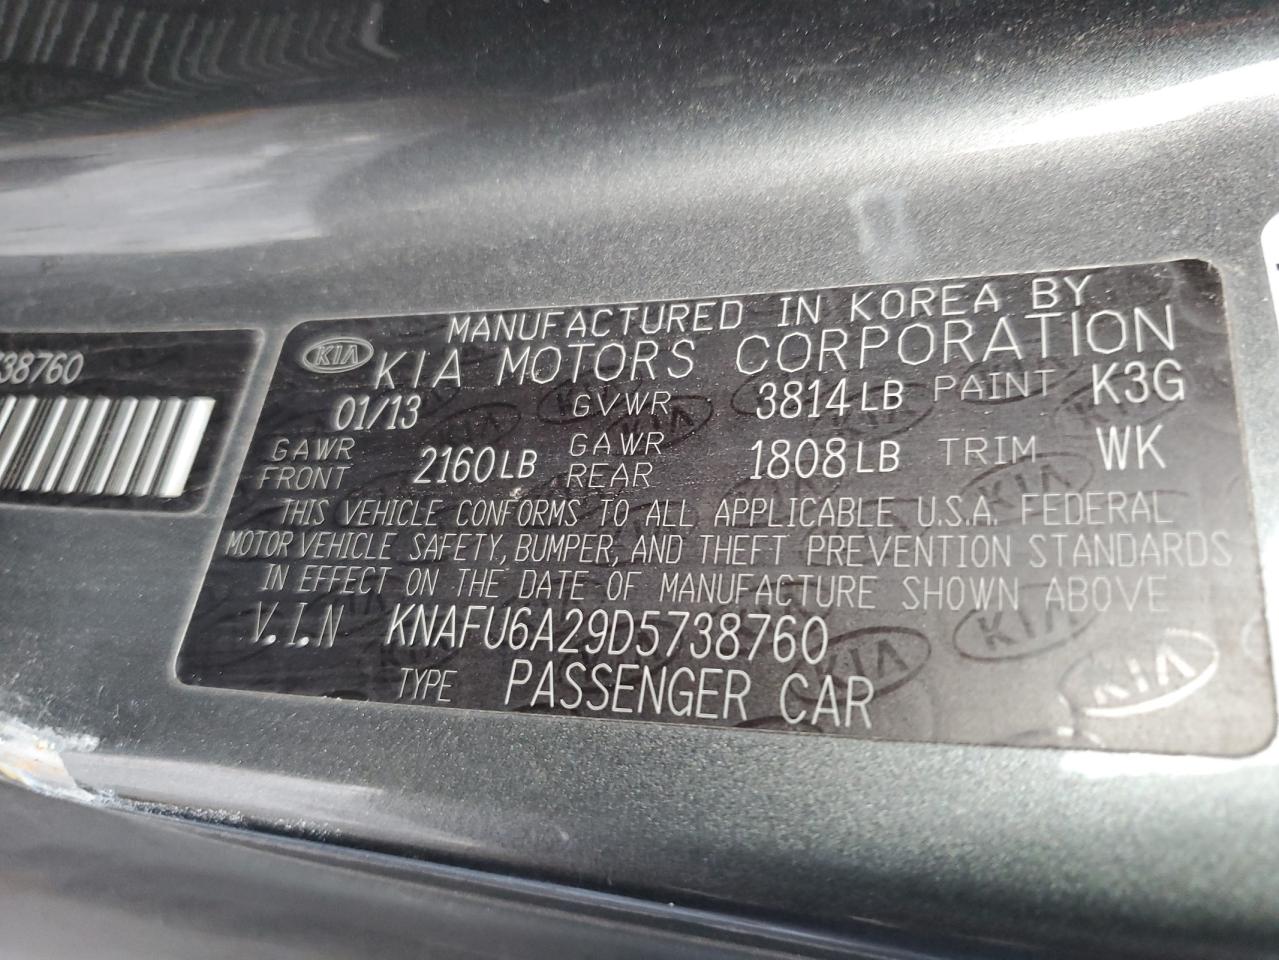 38760
MANUFACTURED IN KOREA BY
KIA KIA MOTORS CORPORATION
01/13 GVWR 3814LB PAINT K3G
GAWR FRONT 2160LB GAWR REAR 1808LB TRIM WK
THIS VEHICLE CONFORMS TO ALL APPLICABLE U.S.A. FEDERAL
MOTOR VEHICLE SAFETY, BUMPER, AND THEFT PREVENTION STANDARDS
IN EFFECT ON THE DATE OF MANUFACTURE SHOWN ABOVE
V.I.N KNAFU6A29D5738760
TYPE PASSENGER CAR
KIA